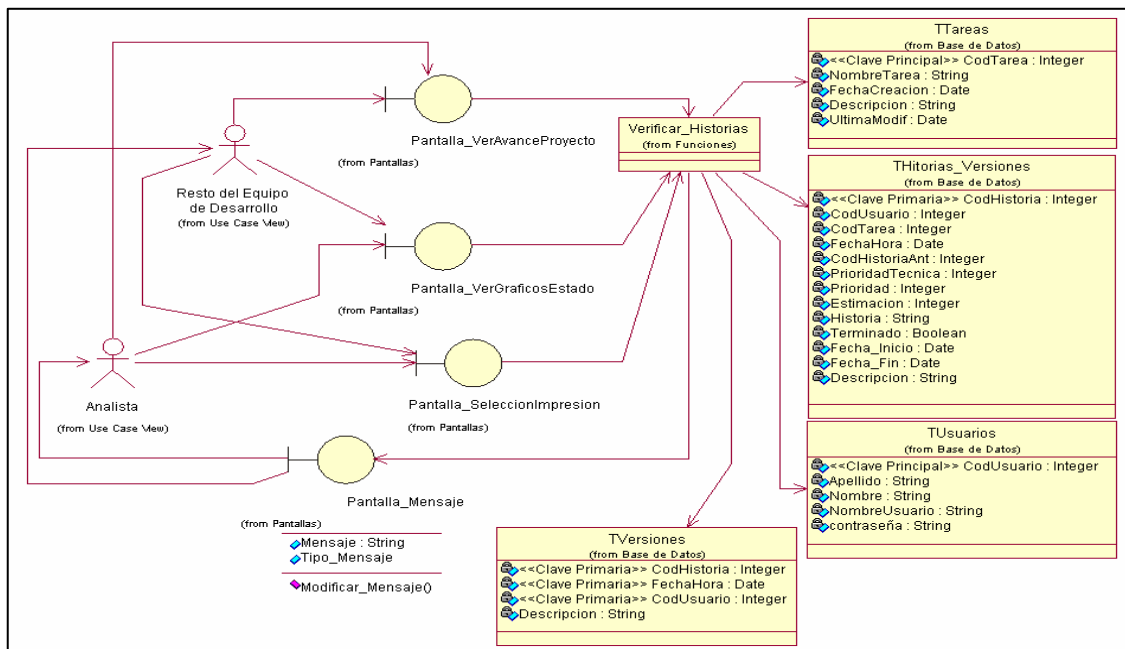 TTareas
(from Base de Datos)
<<Clave Principal>> CodTarea : Integer
NombreTarea : String
FechaCreacion : Date
Descripcion : String
UltimaModif : Date
Pantalla_VerAvanceProyecto
(from Pantallas)
Verificar_Historias
(from Funciones)
Resto del Equipo
de Desarrollo
(from Use Case View)
THitorias_Versiones
(from Base de Datos)
<<Clave Primaria>> CodHistoria : Integer
CodUsuario : Integer
CodTarea : Integer
FechaHora : Date
CodHistoriaAnt : Integer
PrioridadTecnica : Integer
Prioridad : Integer
Estimacion : Integer
Historia : String
Terminado : Boolean
Fecha_Inicio : Date
Fecha_Fin : Date
Descripcion : String
Pantalla_VerGraficosEstado
(from Pantallas)
Analista
(from Use Case View)
Pantalla_SeleccionImpresion
(from Pantallas)
TUsuarios
(from Base de Datos)
<<Clave Principal>> CodUsuario : Integer
Apellido : String
Nombre : String
NombreUsuario : String
contraseña : String
Pantalla_Mensaje
(from Pantallas)
Mensaje : String
Tipo_Mensaje
Modificar_Mensaje()
TVersiones
(from Base de Datos)
<<Clave Primaria>> CodHistoria : Integer
<<Clave Primaria>> FechaHora : Date
<<Clave Primaria>> CodUsuario : Integer
Descripcion : String